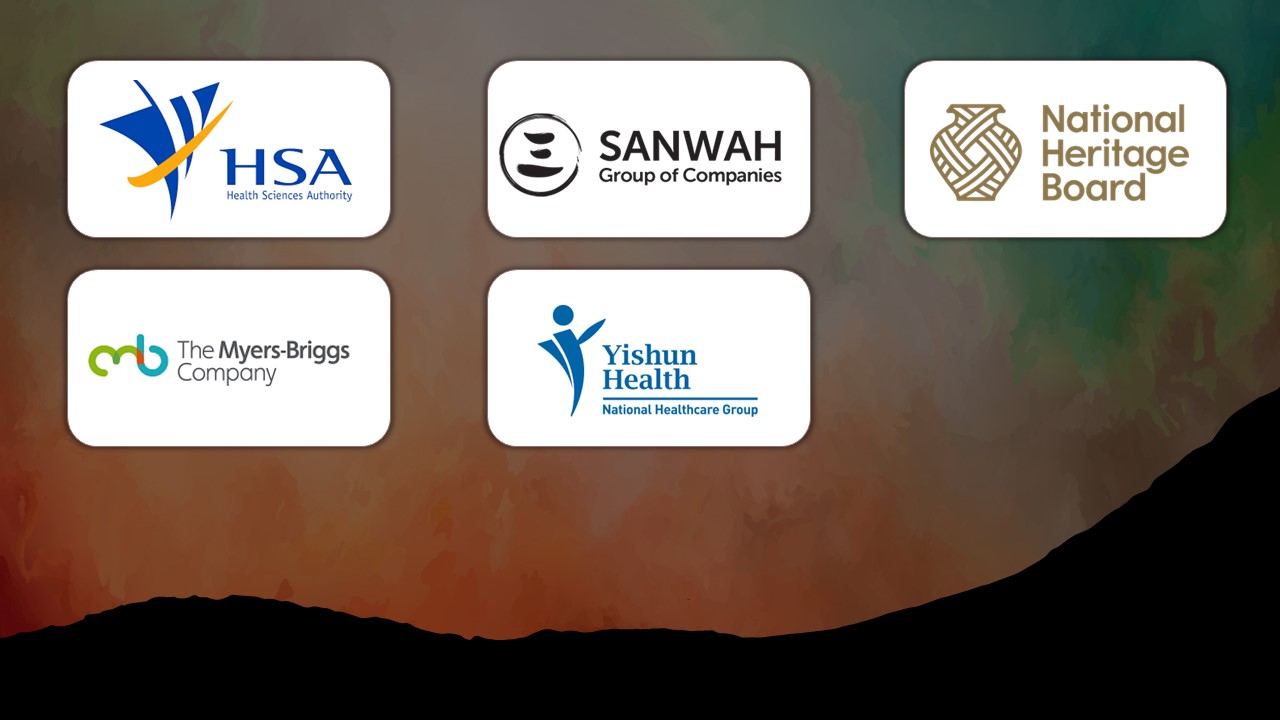 HSA
Health Sciences Authority
SANWAH
Group of Companies
National
Heritage
Board
The Myers-Briggs
Company
Yishun
Health
National Healthcare Group